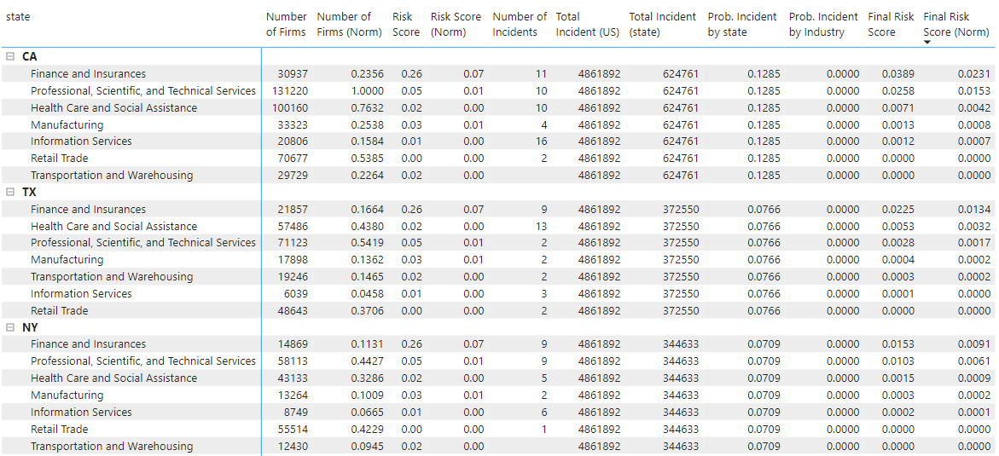 state Number of Firms Number of Firms (Norm) Risk Score Risk Score (Norm) Number of Incidents Total Incident (US) Total Incident (state) Prob. Incident by state Prob. Incident by Industry Final Risk Score Final Risk Score (Norm)
CA
Finance and Insurances 30937 0.2356 0.26 0.07 11 4861892 624761 0.1285 0.0000 0.0389 0.0231
Professional, Scientific, and Technical Services 131220 1.0000 0.05 0.01 10 4861892 624761 0.1285 0.0000 0.0258 0.0153
Health Care and Social Assistance 100160 0.7632 0.02 0.00 10 4861892 624761 0.1285 0.0000 0.0071 0.0042
Manufacturing 33323 0.2538 0.03 0.01 4 4861892 624761 0.1285 0.0000 0.0013 0.0008
Information Services 20806 0.1584 0.01 0.00 16 4861892 624761 0.1285 0.0000 0.0012 0.0007
Retail Trade 70677 0.5385 0.00 0.00 2 4861892 624761 0.1285 0.0000 0.0000 0.0000
Transportation and Warehousing 29729 0.2264 0.02 0.00 4861892 624761 0.1285 0.0000 0.0000 0.0000
TX
Finance and Insurances 21857 0.1664 0.26 0.07 9 4861892 372550 0.0766 0.0000 0.0225 0.0134
Health Care and Social Assistance 57486 0.4380 0.02 0.00 13 4861892 372550 0.0766 0.0000 0.0053 0.0032
Professional, Scientific, and Technical Services 71123 0.5419 0.05 0.01 2 4861892 372550 0.0766 0.0000 0.0028 0.0017
Manufacturing 17898 0.1362 0.03 0.01 2 4861892 372550 0.0766 0.0000 0.0004 0.0002
Transportation and Warehousing 19246 0.1465 0.02 0.00 2 4861892 372550 0.0766 0.0000 0.0003 0.0002
Information Services 6039 0.0458 0.01 0.00 3 4861892 372550 0.0766 0.0000 0.0001 0.0000
Retail Trade 48643 0.3706 0.00 0.00 2 4861892 372550 0.0766 0.0000 0.0000 0.0000
NY
Finance and Insurances 14869 0.1131 0.26 0.07 9 4861892 344633 0.0709 0.0000 0.0153 0.0091
Professional, Scientific, and Technical Services 58113 0.4427 0.05 0.01 9 4861892 344633 0.0709 0.0000 0.0103 0.0061
Health Care and Social Assistance 43133 0.3286 0.02 0.00 5 4861892 344633 0.0709 0.0000 0.0015 0.0009
Manufacturing 13264 0.1009 0.03 0.01 2 4861892 344633 0.0709 0.0000 0.0003 0.0002
Information Services 8749 0.0665 0.01 0.00 6 4861892 344633 0.0709 0.0000 0.0002 0.0001
Retail Trade 55514 0.4229 0.00 0.00 1 4861892 344633 0.0709 0.0000 0.0000 0.0000
Transportation and Warehousing 12430 0.0945 0.02 0.00 4861892 344633 0.0709 0.0000 0.0000 0.0000